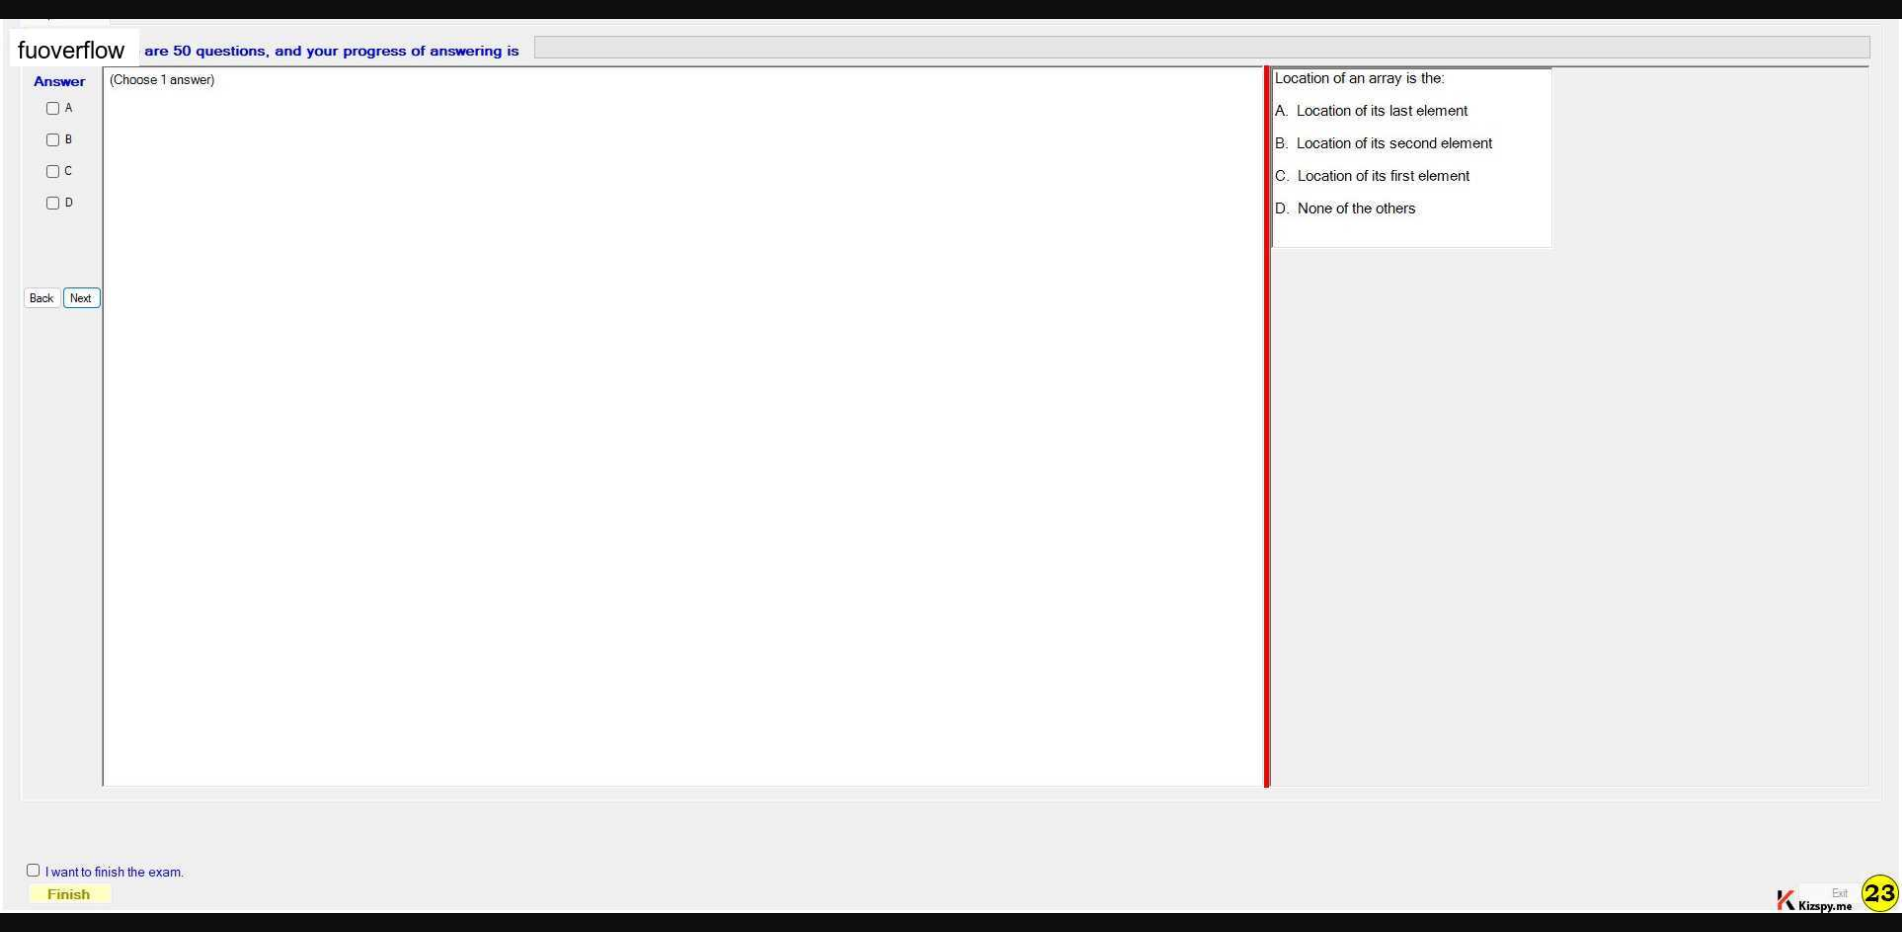 fuoverflow are 50 questions, and your progress of answering is
Answer
(Choose 1 answer)
A
B
C
D
Back Next
Location of an array is the:
A. Location of its last element
B. Location of its second element
C. Location of its first element
D. None of the others
I want to finish the exam.
Finish
Exit
Kizspy.me
23